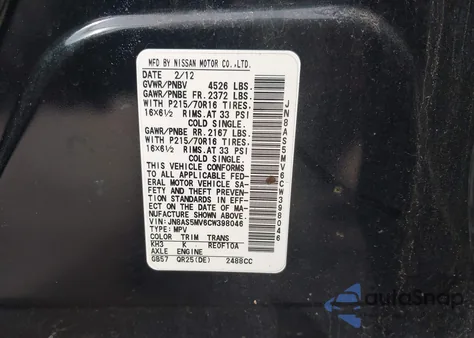 MFD BY NISSAN MOTOR CO.,LTD.
DATE 2/12
GVWR/PNBV 4526 LBS.
GAWR/PNBE FR.2372 LBS.
WITH P215/70R16 TIRES,
16x6½ RIMS,AT 33 PSI
COLD SINGLE.
GAWR/PNBE RR.2167 LBS.
WITH P215/70R16 TIRES,
16x6½ RIMS,AT 33 PSI
COLD SINGLE.
THIS VEHICLE CONFORMS
TO ALL APPLICABLE FED-
ERAL MOTOR VEHICLE SA-
FETY AND THEFT PREVEN-
TION STANDARDS IN EFF-
ECT ON THE DATE OF MA-
NUFACTURE SHOWN ABOVE.
VIN: JN8AS5MV6CW398046
TYPE: MPV
COLOR TRIM TRANS
KH3 K RE0F10A
AXLE ENGINE
GB57 QR25(DE) 2488CC
JN8AS5MV6CW398046
autoSnap